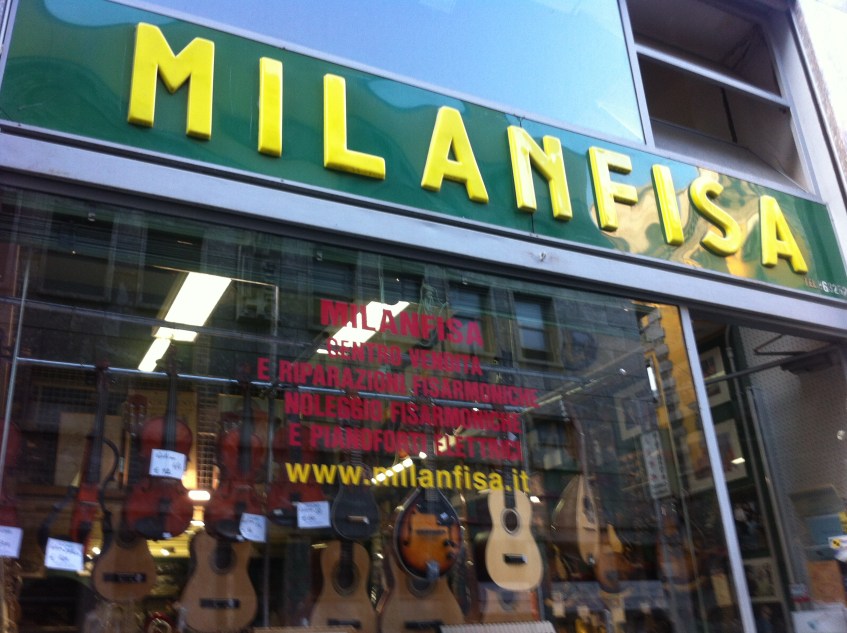 MILANFISA
MILANFISA
CENTRO VENDITA
E RIPARAZIONI FISARMONICHE
NOLEGGIO FISARMONICHE
E PIANOFORTI ELETTRICI
www.milanfisa.it